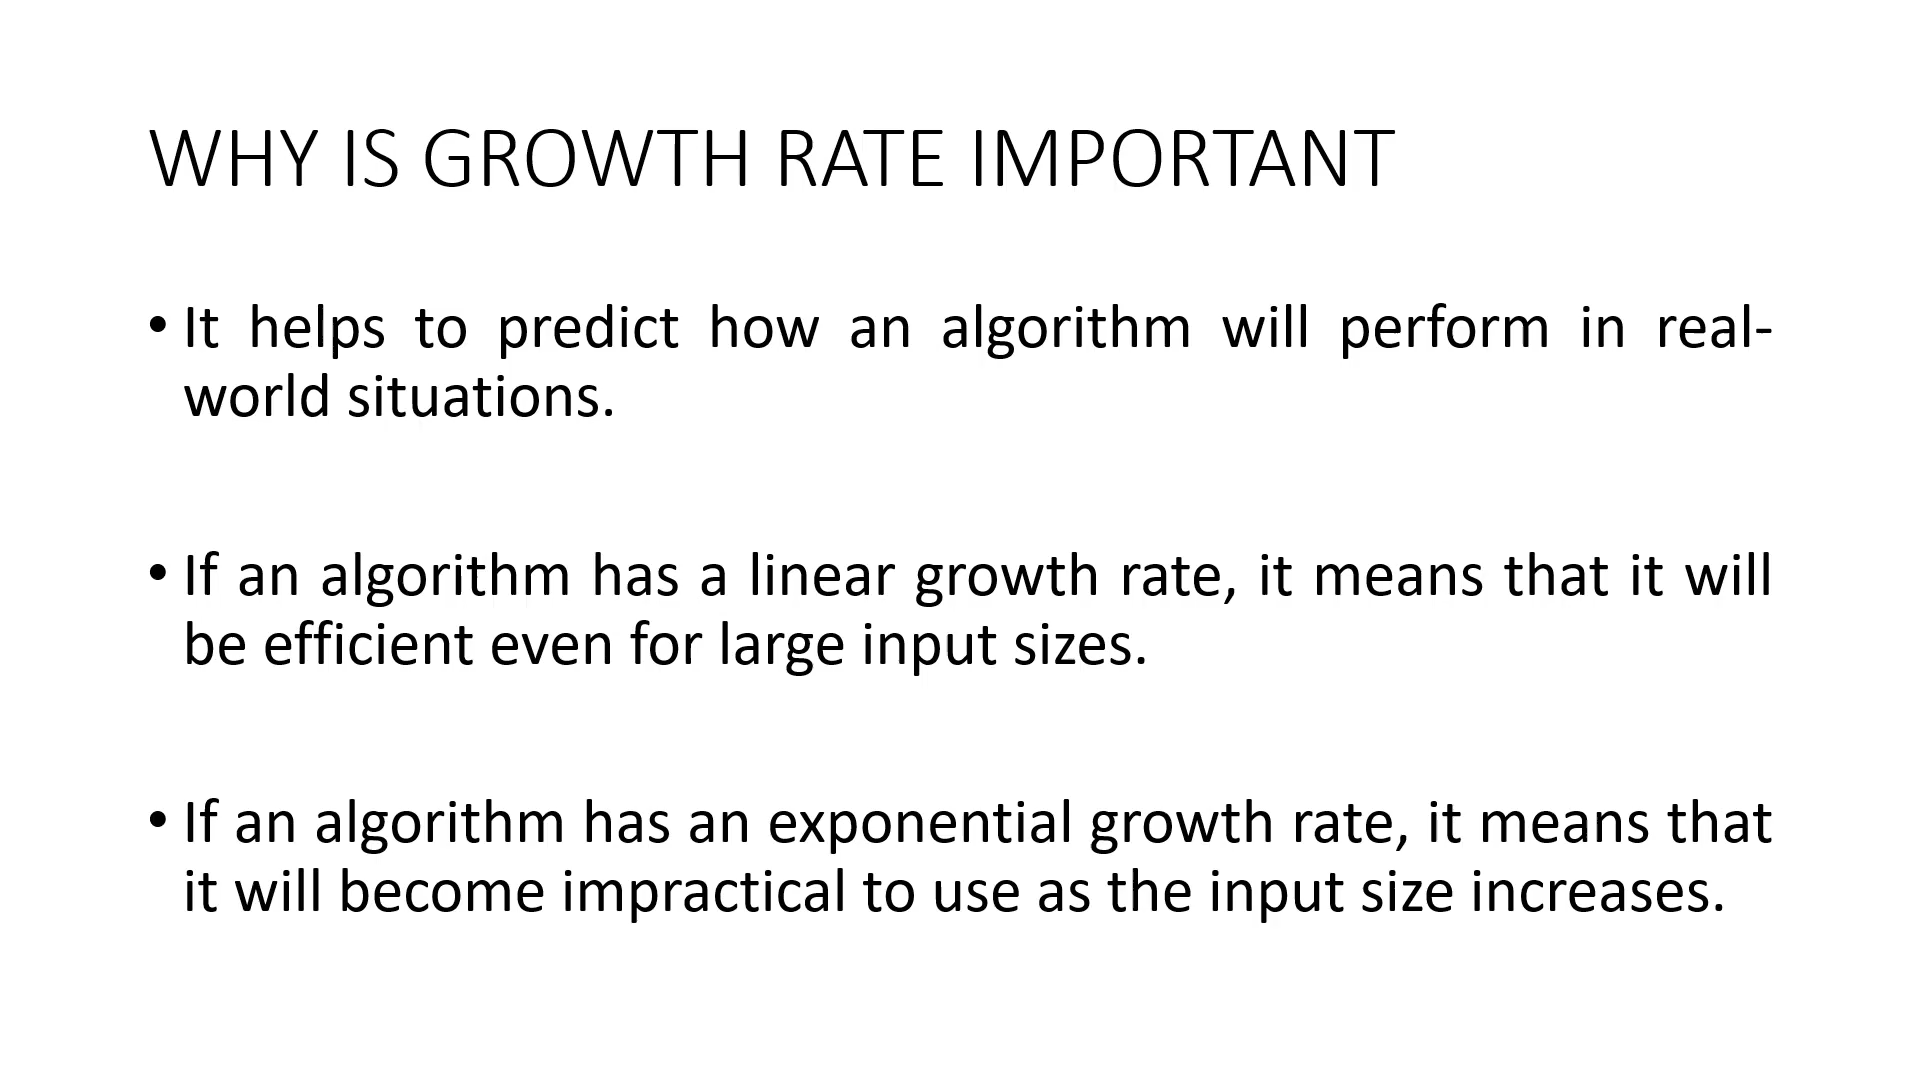 WHY IS GROWTH RATE IMPORTANT
• It helps to predict how an algorithm will perform in real-
world situations.
• If an algorithm has a linear growth rate, it means that it will
be efficient even for large input sizes.
• If an algorithm has an exponential growth rate, it means that
it will become impractical to use as the input size increases.